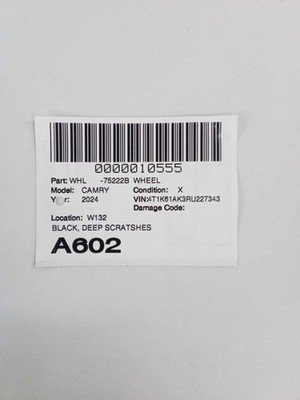 0000010555
Part: WHL -75222B WHEEL
Model: CAMRY Condition: X
Year: 2024 VIN:4T1K61AK3RU227343
Damage Code:
Location: W132
BLACK, DEEP SCRATSHES
A602